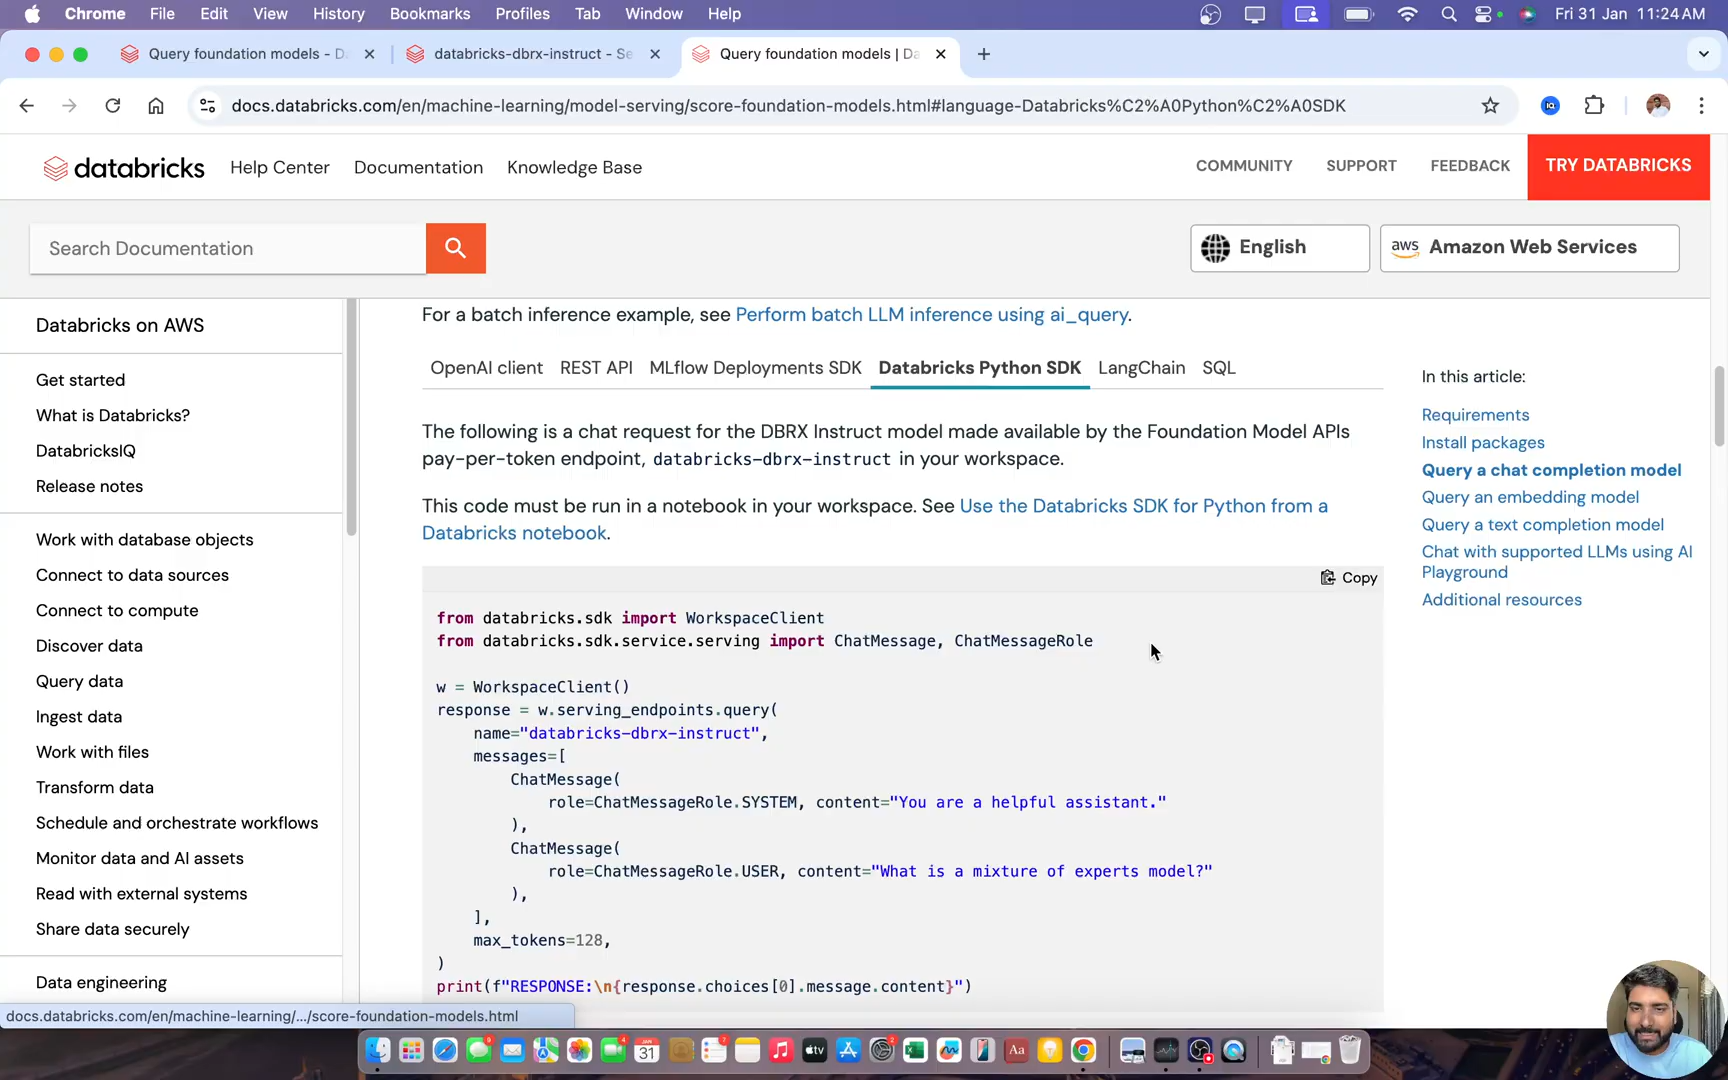 Chrome File Edit View History Bookmarks Profiles Tab Window Help Fri 31 Jan 11:24 AM
Query foundation models - Da
databricks-dbrx-instruct - Se
Query foundation models | Da
docs.databricks.com/en/machine-learning/model-serving/score-foundation-models.html#language-Databricks%C2%A0Python%C2%A0SDK
databricks Help Center Documentation Knowledge Base COMMUNITY SUPPORT FEEDBACK TRY DATABRICKS
Search Documentation
English
aws Amazon Web Services
Databricks on AWS
Get started
What is Databricks?
DatabricksIQ
Release notes
Work with database objects
Connect to data sources
Connect to compute
Discover data
Query data
Ingest data
Work with files
Transform data
Schedule and orchestrate workflows
Monitor data and AI assets
Read with external systems
Share data securely
Data engineering
For a batch inference example, see Perform batch LLM inference using ai_query.
OpenAI client REST API MLflow Deployments SDK Databricks Python SDK LangChain SQL
The following is a chat request for the DBRX Instruct model made available by the Foundation Model APIs
pay-per-token endpoint, databricks-dbrx-instruct in your workspace.
This code must be run in a notebook in your workspace. See Use the Databricks SDK for Python from a
Databricks notebook.
Copy
from databricks.sdk import WorkspaceClient
from databricks.sdk.service.serving import ChatMessage, ChatMessageRole
w = WorkspaceClient()
response = w.serving_endpoints.query(
name="databricks-dbrx-instruct",
messages=[
ChatMessage(
role=ChatMessageRole.SYSTEM, content="You are a helpful assistant."
),
ChatMessage(
role=ChatMessageRole.USER, content="What is a mixture of experts model?"
),
],
max_tokens=128,
)
print(f"RESPONSE:\n{response.choices[0].message.content}")
In this article:
Requirements
Install packages
Query a chat completion model
Query an embedding model
Query a text completion model
Chat with supported LLMs using AI
Playground
Additional resources
docs.databricks.com/en/machine-learning/.../score-foundation-models.html
JAN
31
tv
Aa